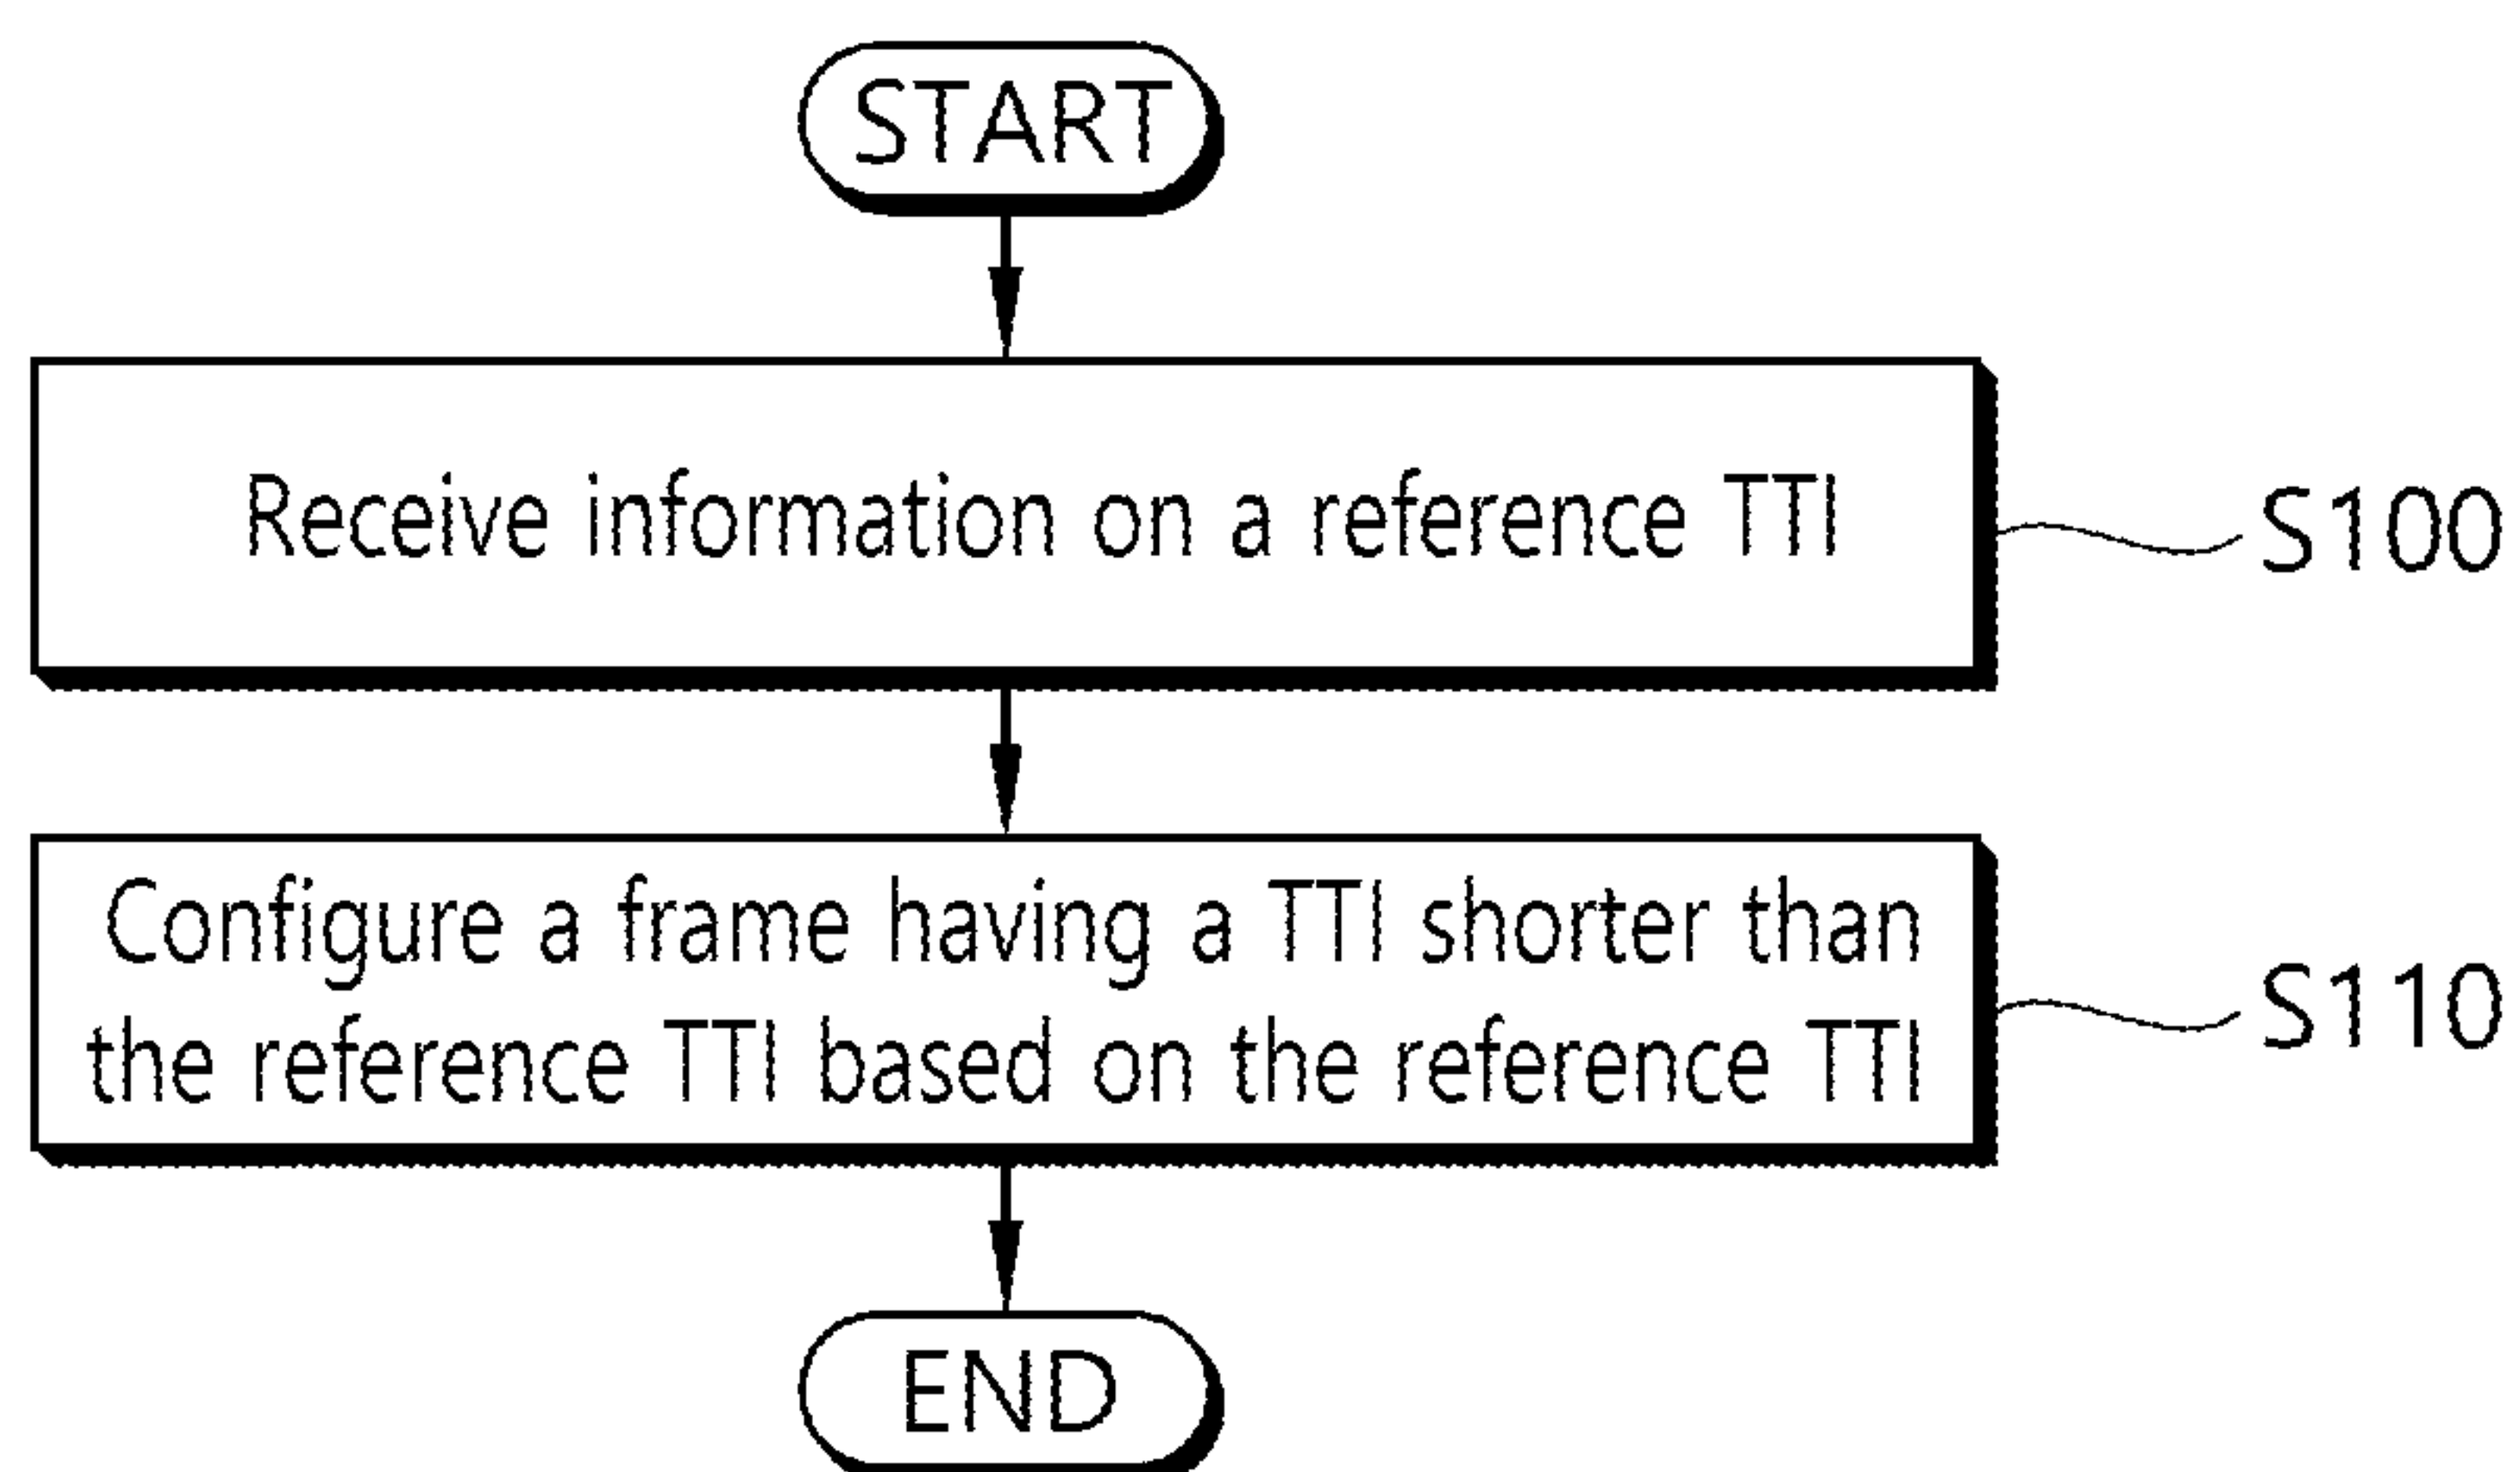 START
Receive information on a reference TTI
S100
Configure a frame having a TTI shorter than
the reference TTI based on the reference TTI
S110
END